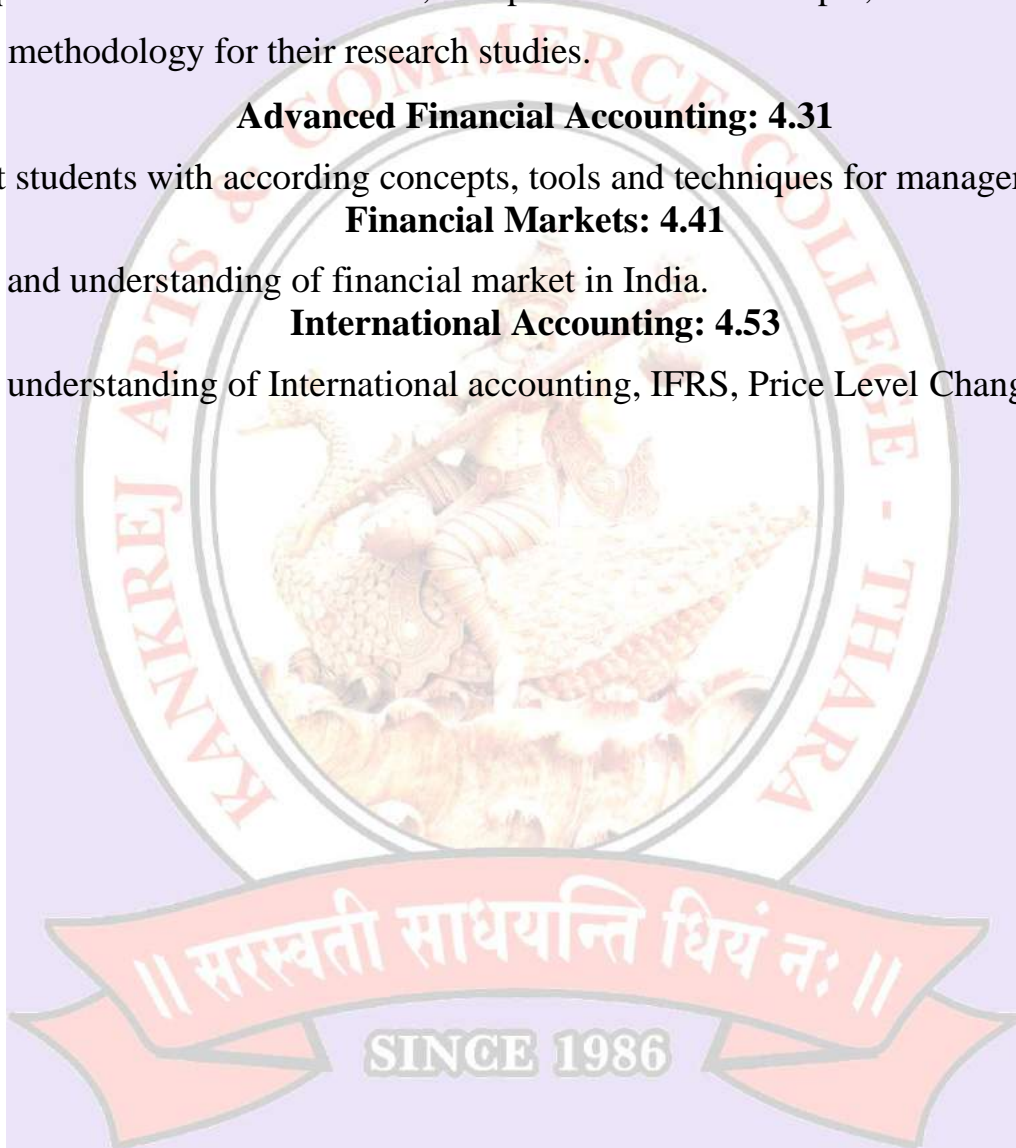 methodology for their research studies.
Advanced Financial Accounting: 4.31
students with according concepts, tools and techniques for
Financial Markets: 4.41
and understanding of financial market in India.
International Accounting: 4.53
understanding of International accounting, IFRS, Price Level
KANKREJ ARTS & COMMERCE COLLEGE - THARA
॥ सरस्वती साधयन्ति धियं नः ॥
SINCE 1986